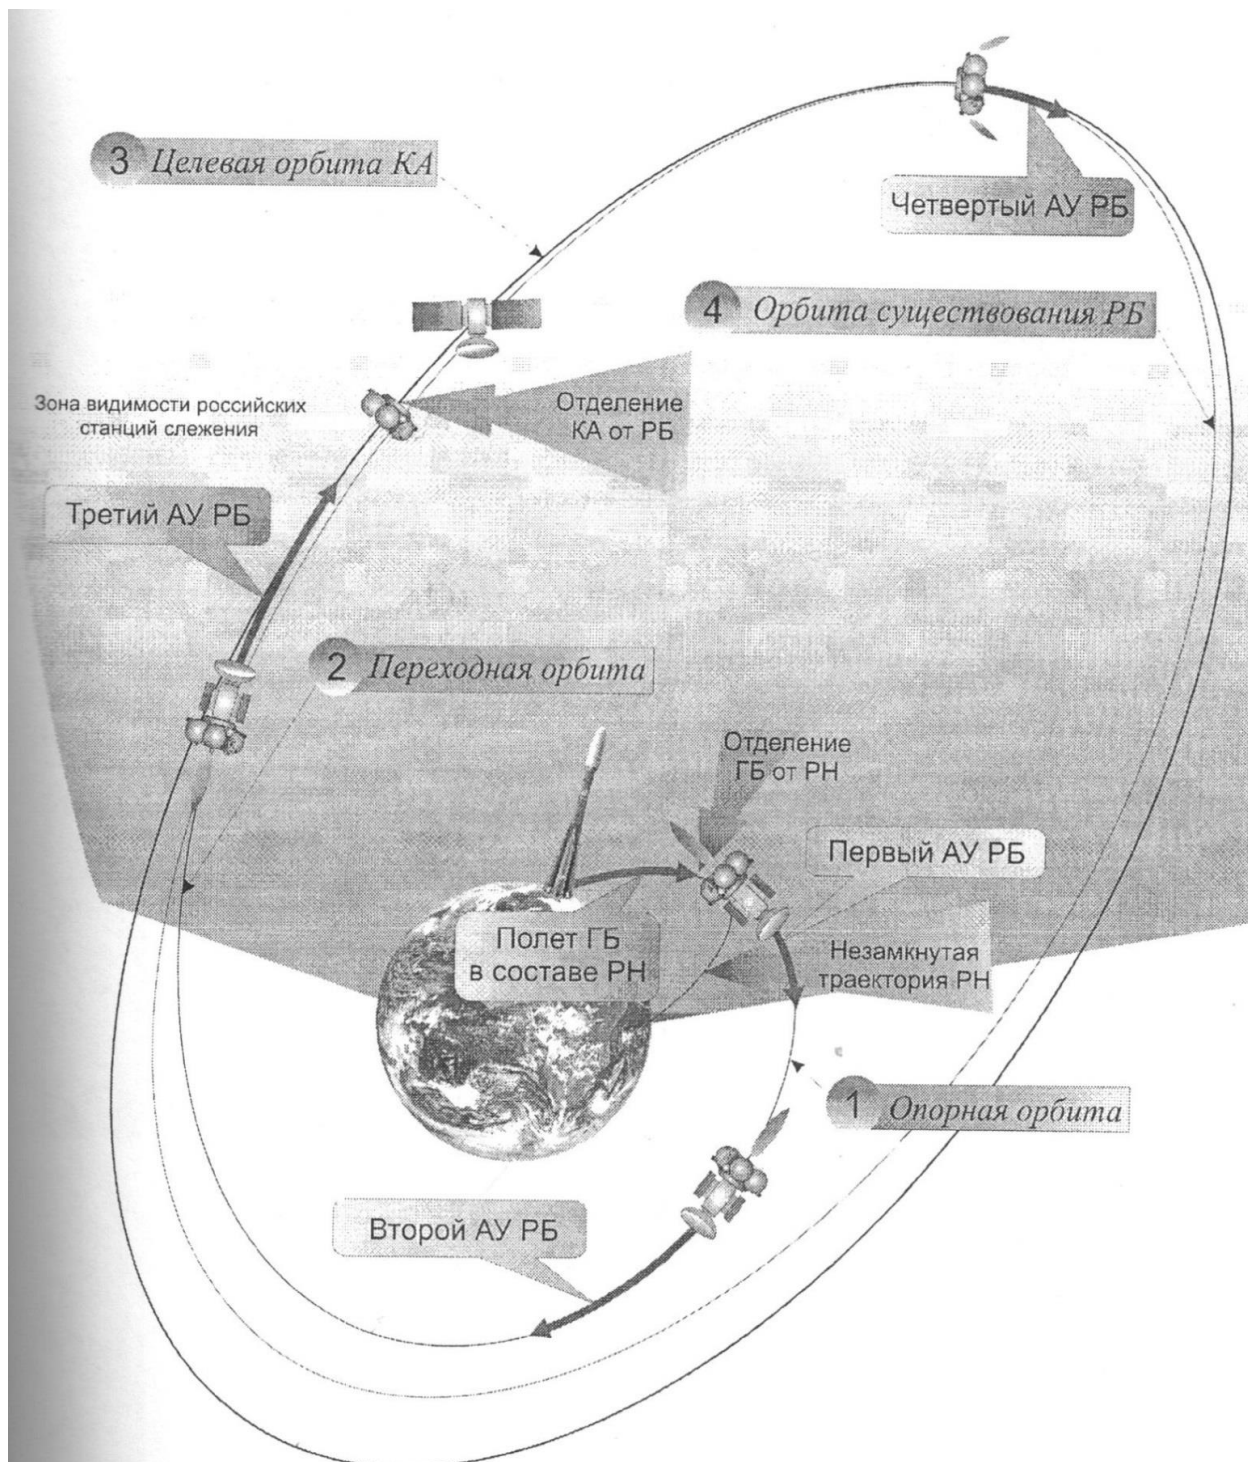 3 Целевая орбита КА
Четвертый АУ РБ
4 Орбита существования РБ
Отделение
КА от РБ
Зона видимости российских
станций слежения
Третий АУ РБ
2 Переходная орбита
Отделение
ГБ от РН
Первый АУ РБ
Полет ГБ
в составе РН
Незамкнутая
траектория РН
1 Опорная орбита
Второй АУ РБ